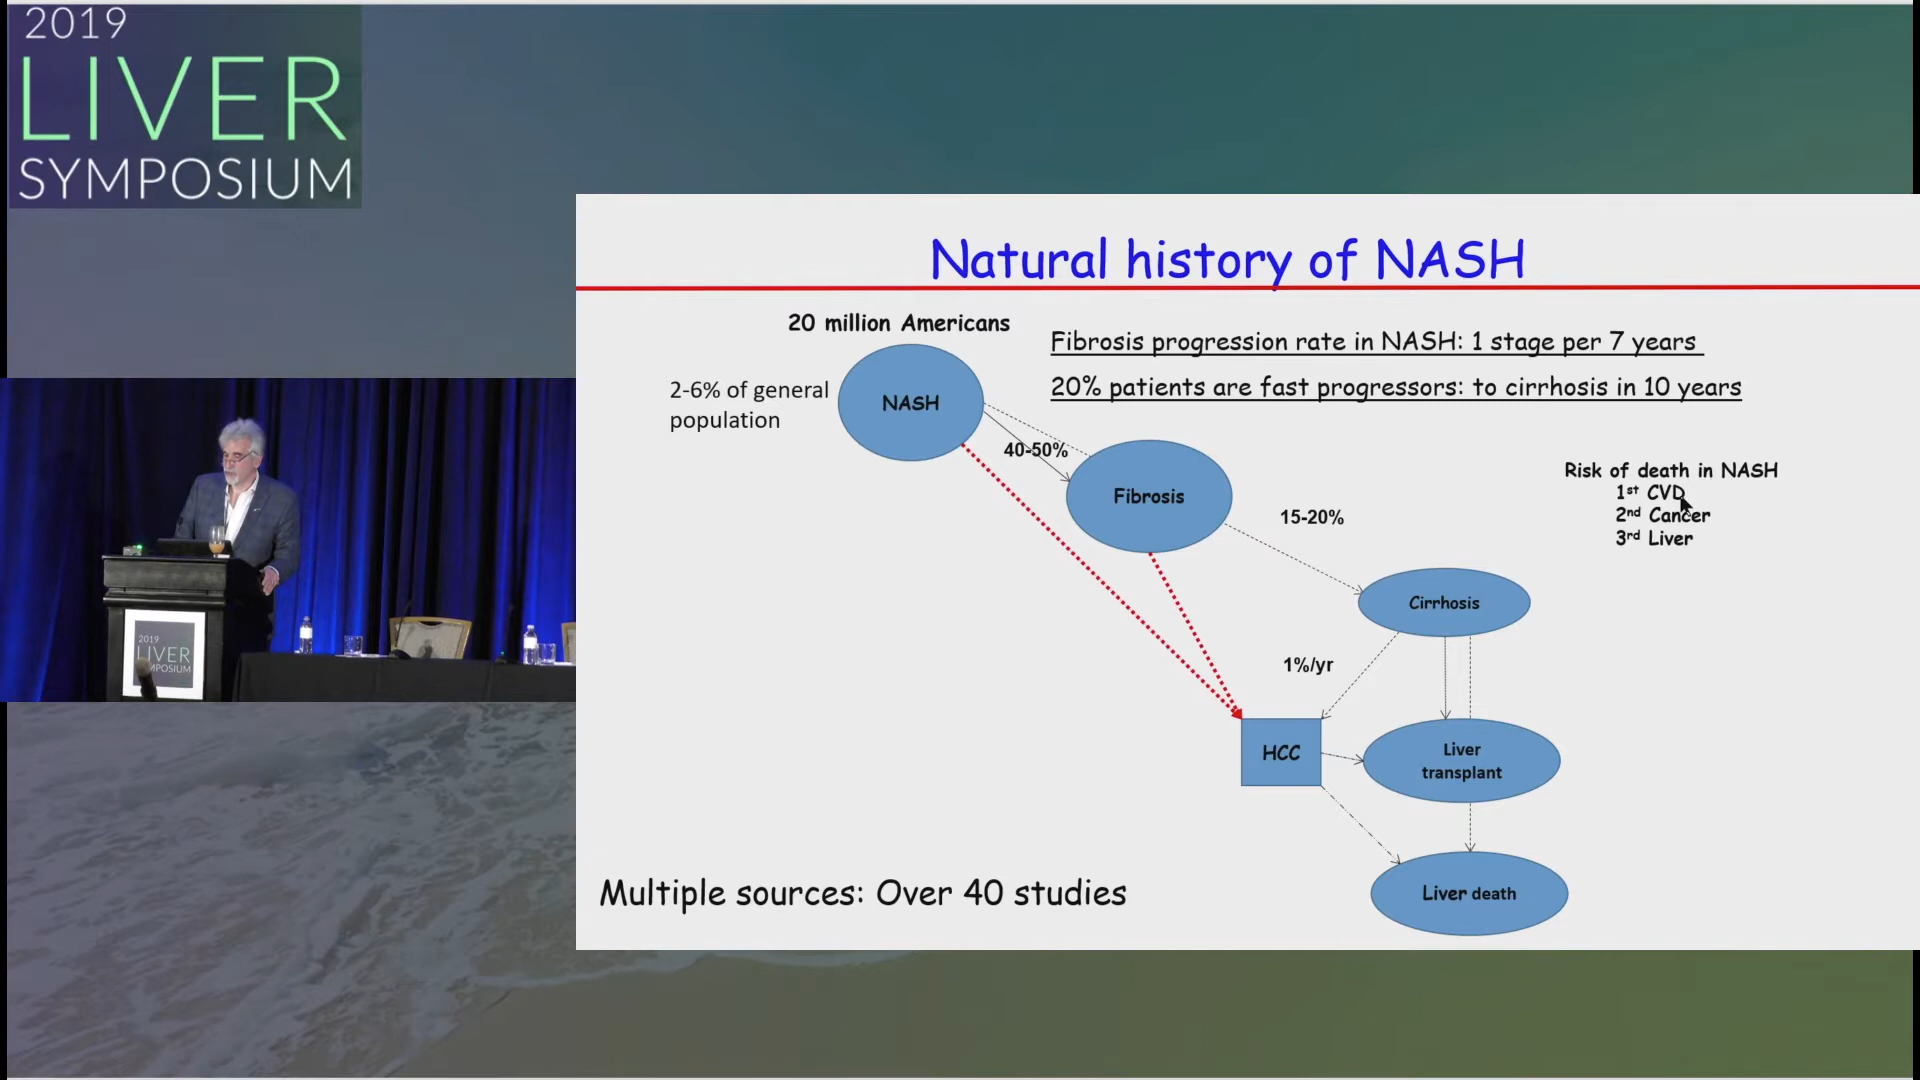 2019
LIVER
SYMPOSIUM
Natural history of NASH
20 million Americans
Fibrosis progression rate in NASH: 1 stage per 7 years
20% patients are fast progressors: to cirrhosis in 10 years
2-6% of general
population
NASH
40-50%
Fibrosis
15-20%
Risk of death in NASH
1st CVD
2nd Cancer
3rd Liver
Cirrhosis
1%/yr
HCC
Liver
transplant
Liver death
Multiple sources: Over 40 studies
2019
LIVER
SYMPOSIUM